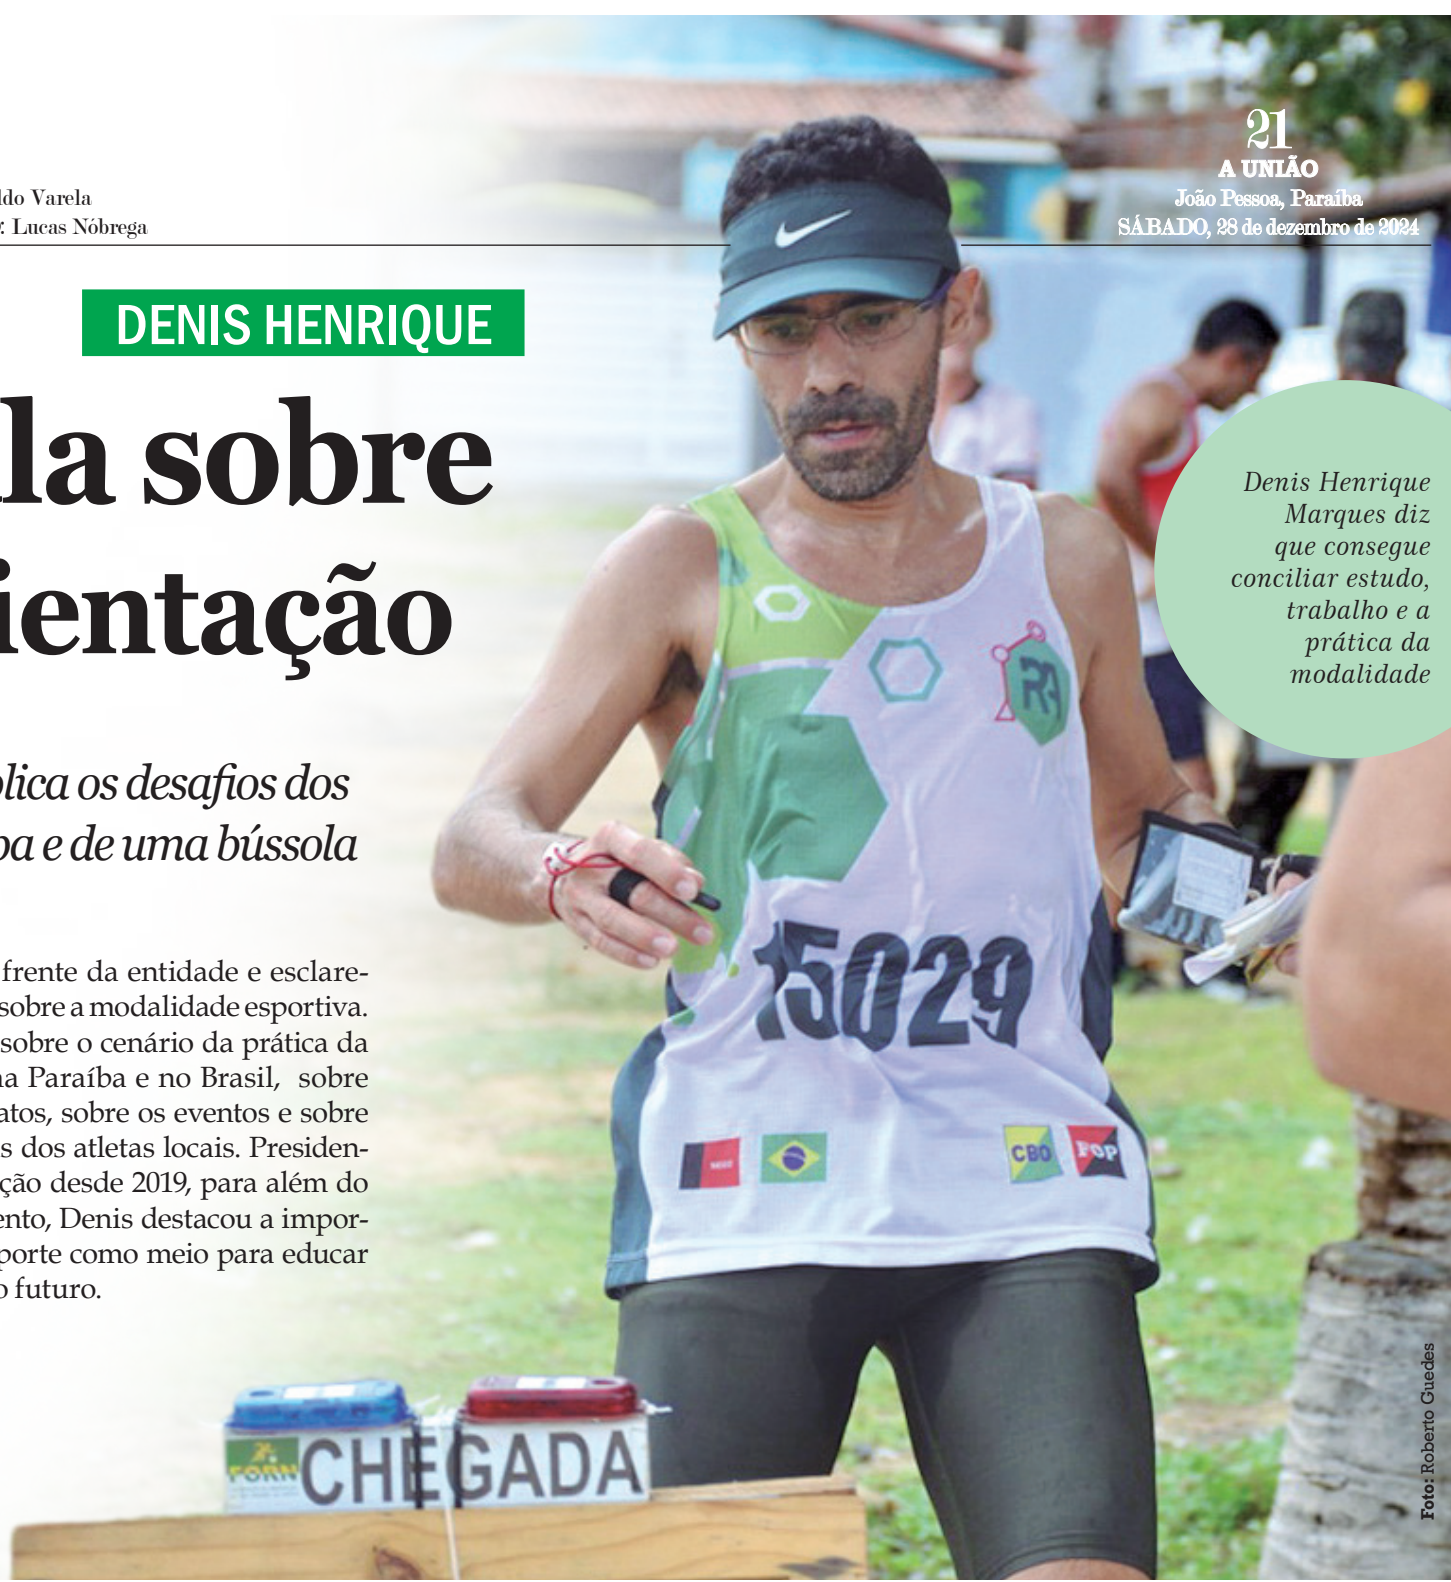 21
A UNIÃO
João Pessoa, Paraíba
SÁBADO, 28 de dezembro de 2024
ldo Varela
: Lucas Nóbrega
DENIS HENRIQUE
la sobre
ientação
lica os desafios dos
pa e de uma bússola
frente da entidade e esclare-
sobre a modalidade esportiva.
sobre o cenário da prática da
na Paraíba e no Brasil, sobre
atos, sobre os eventos e sobre
s dos atletas locais. Presiden-
ção desde 2019, para além do
ento, Denis destacou a impor-
porte como meio para educar
o futuro.
Denis Henrique
Marques diz
que consegue
conciliar estudo,
trabalho e a
prática da
modalidade
RA
15029
NEGO
CBO
FOP
FORN
CHEGADA
Foto: Roberto Guedes